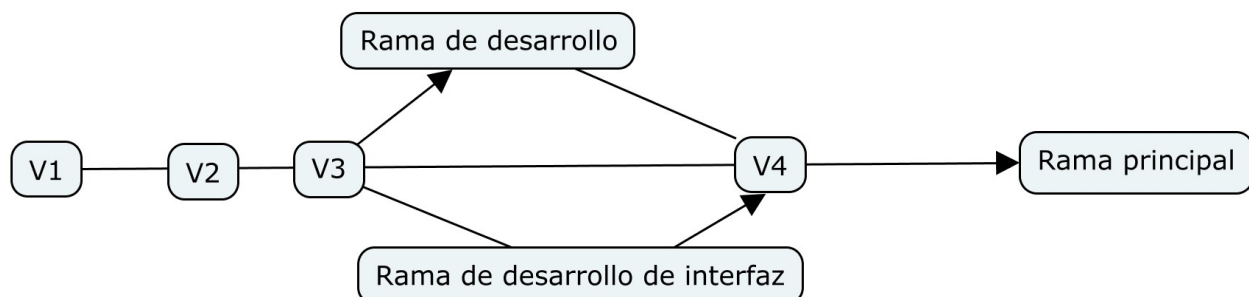 Rama de desarrollo
V1
V2
V3
V4
Rama principal
Rama de desarrollo de interfaz